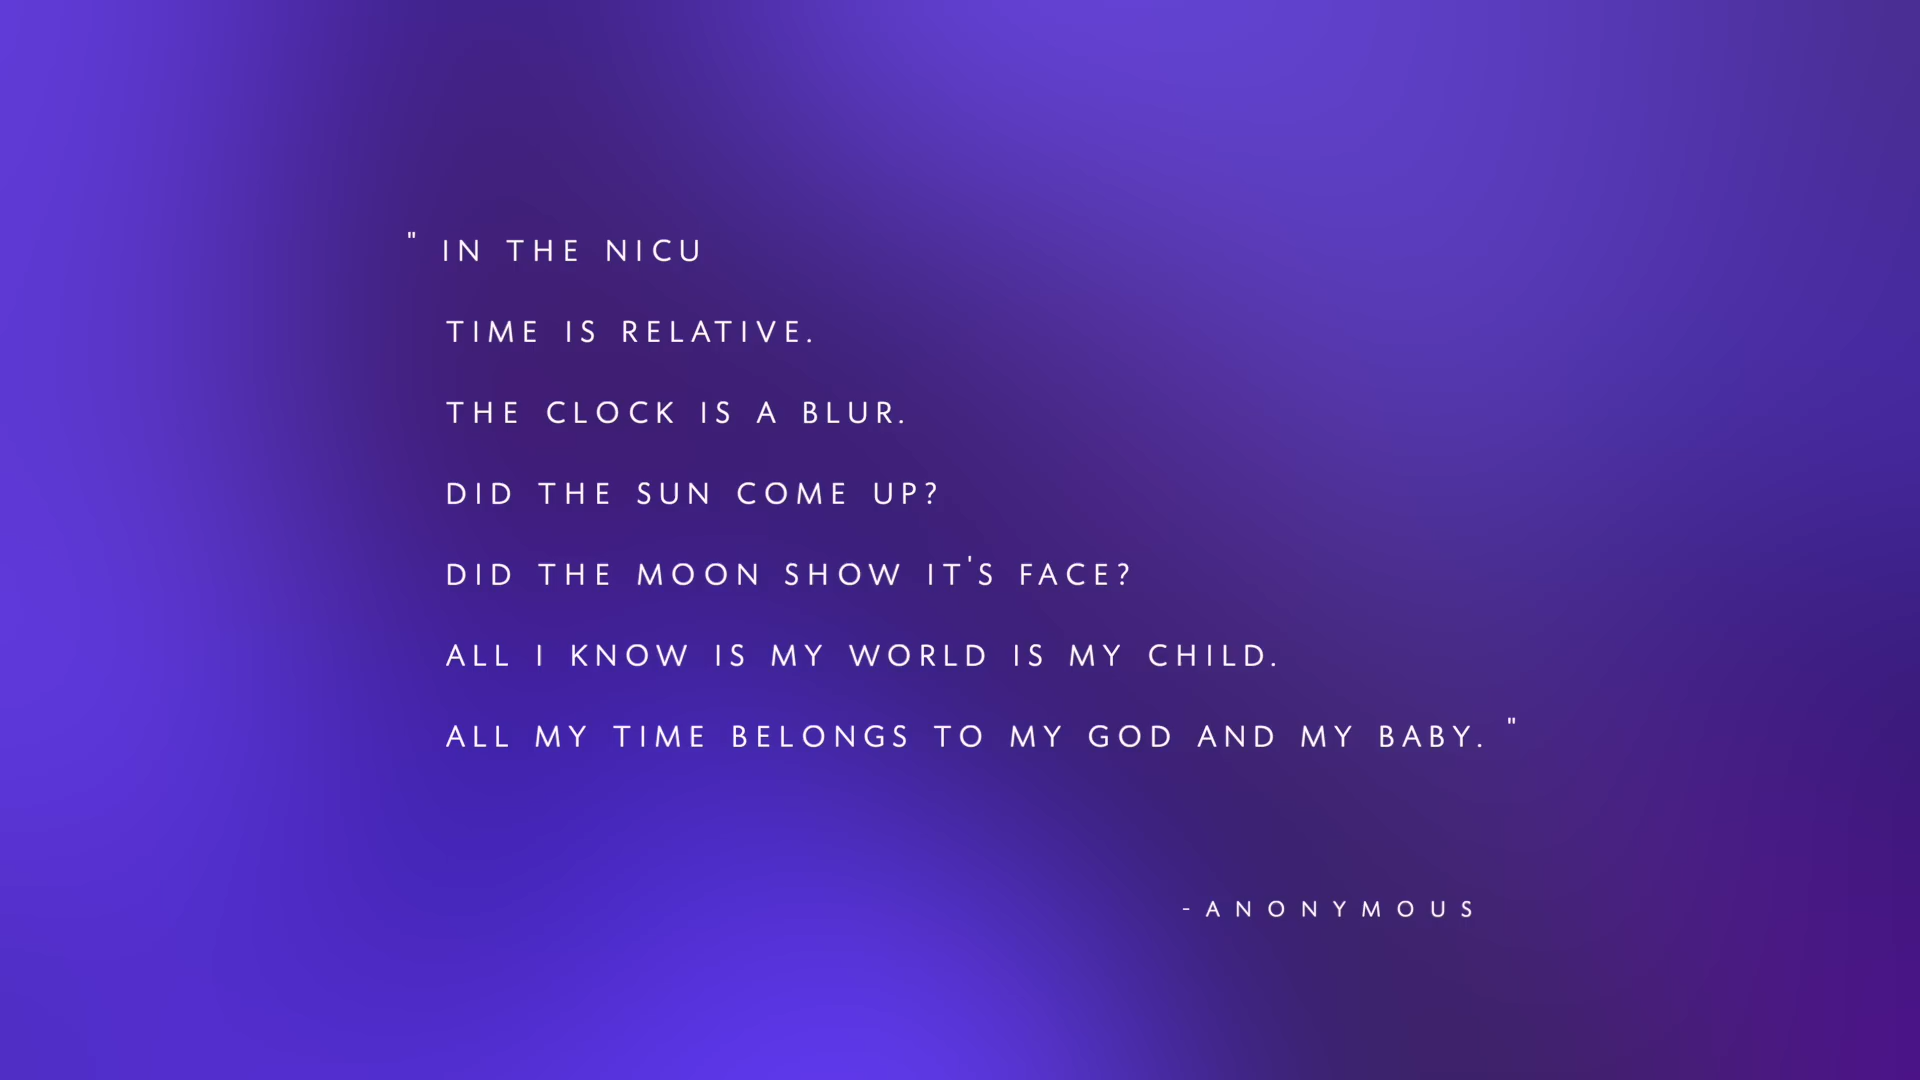 " IN THE NICU
TIME IS RELATIVE.
THE CLOCK IS A BLUR.
DID THE SUN COME UP?
DID THE MOON SHOW IT'S FACE?
ALL I KNOW IS MY WORLD IS MY CHILD.
ALL MY TIME BELONGS TO MY GOD AND MY BABY. "
-ANONYMOUS